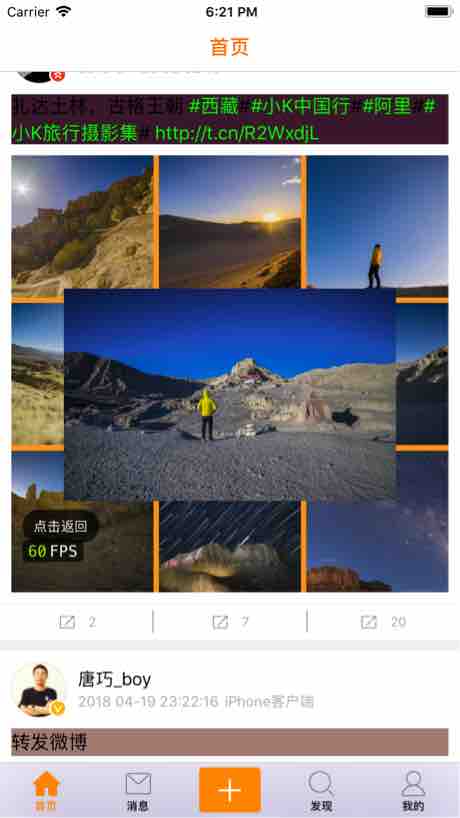 Carrier 6:21 PM
首页
扎达土林，古格王朝 #西藏##小K中国行##阿里##
小K旅行摄影集# http://t.cn/R2WxdjL
点击返回
60 FPS
2 7 20
唐巧_boy
2018 04-19 23:22:16 iPhone客户端
转发微博
首页 消息 发现 我的